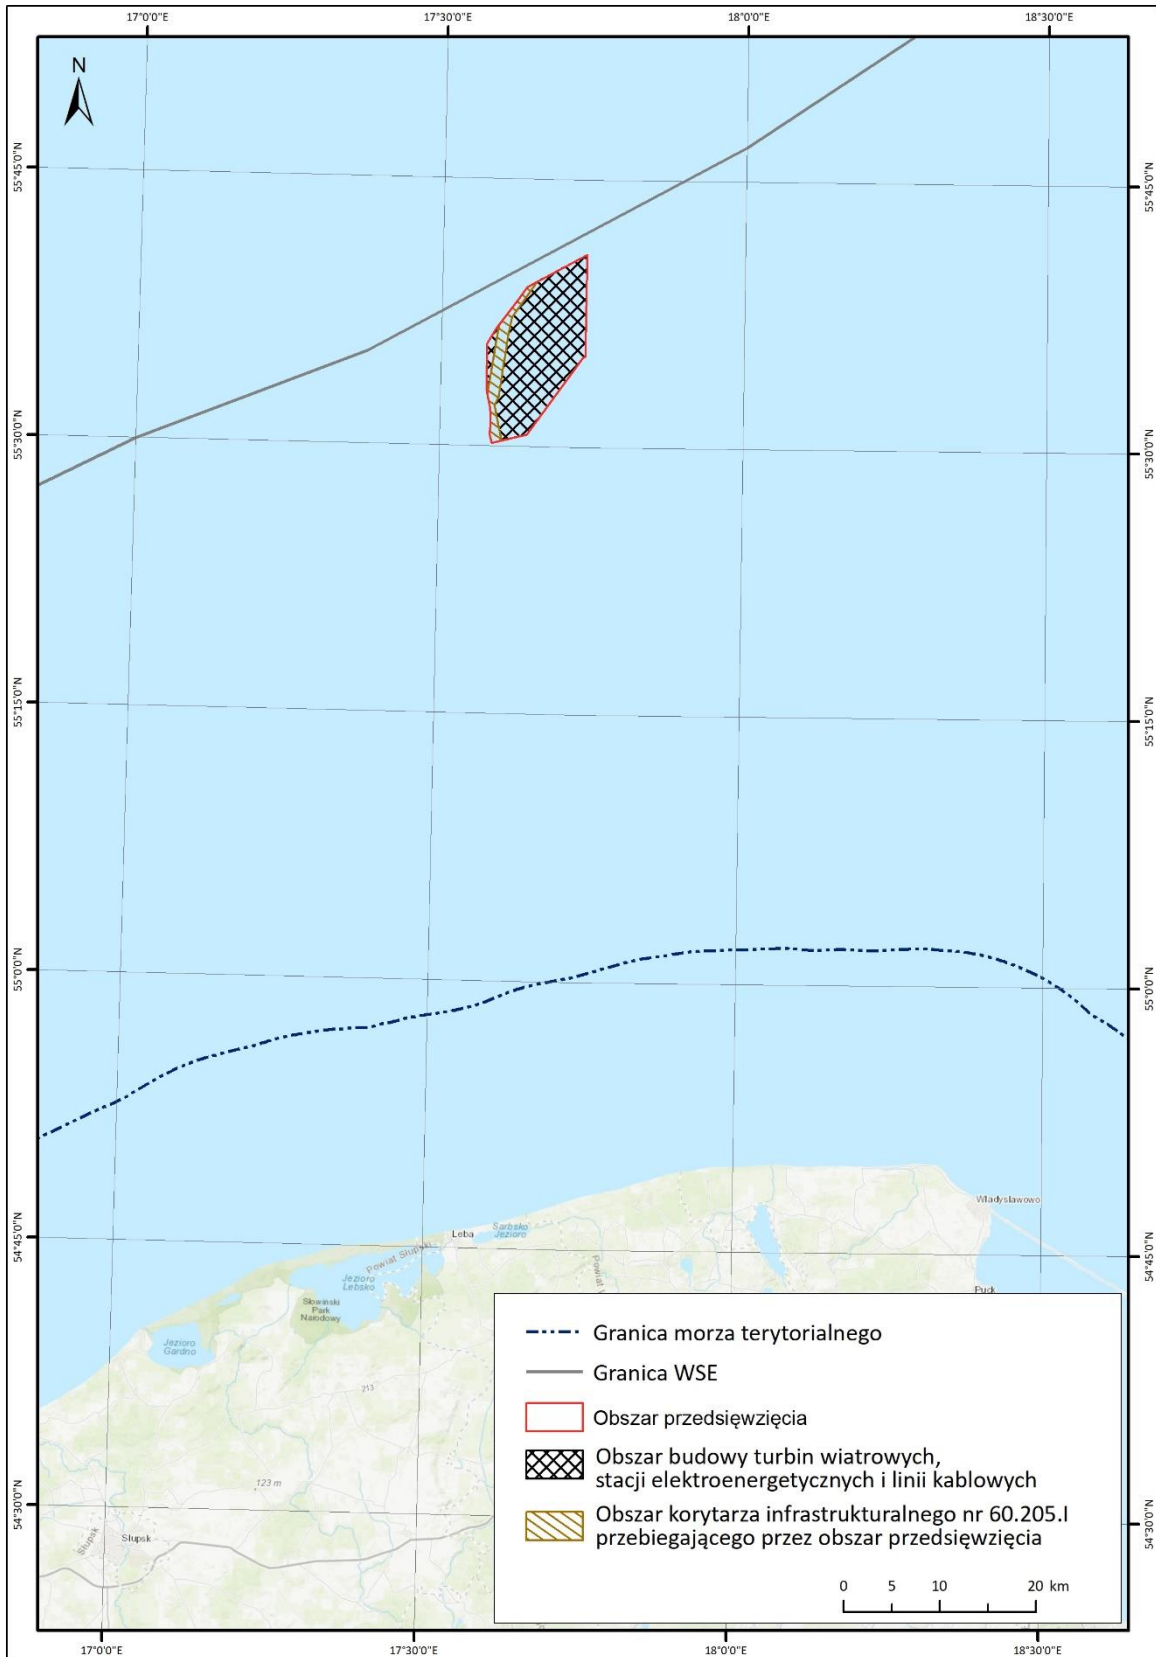 17°0'0"E
17°30'0"E
18°0'0"E
18°30'0"E
N
55°45'0"N
55°45'0"N
55°30'0"N
55°30'0"N
55°15'0"N
55°15'0"N
55°0'0"N
55°0'0"N
Wladyslawowo
54°45'0"N
54°45'0"N
Leba
Sarbsko
Jezioro
Powiat Słupski
Jezioro
Lebsko
Słowiński
Park
Narodowy
Puck
Jezioro
Gardno
213
123 m
Słupsk
Słupsk
54°30'0"N
54°30'0"N
Granica morza terytorialnego
Granica WSE
Obszar przedsięwzięcia
Obszar budowy turbin wiatrowych,
stacji elektroenergetycznych i linii kablowych
Obszar korytarza infrastrukturalnego nr 60.205.I
przebiegającego przez obszar przedsięwzięcia
0 5 10 20 km
17°0'0"E
17°30'0"E
18°0'0"E
18°30'0"E